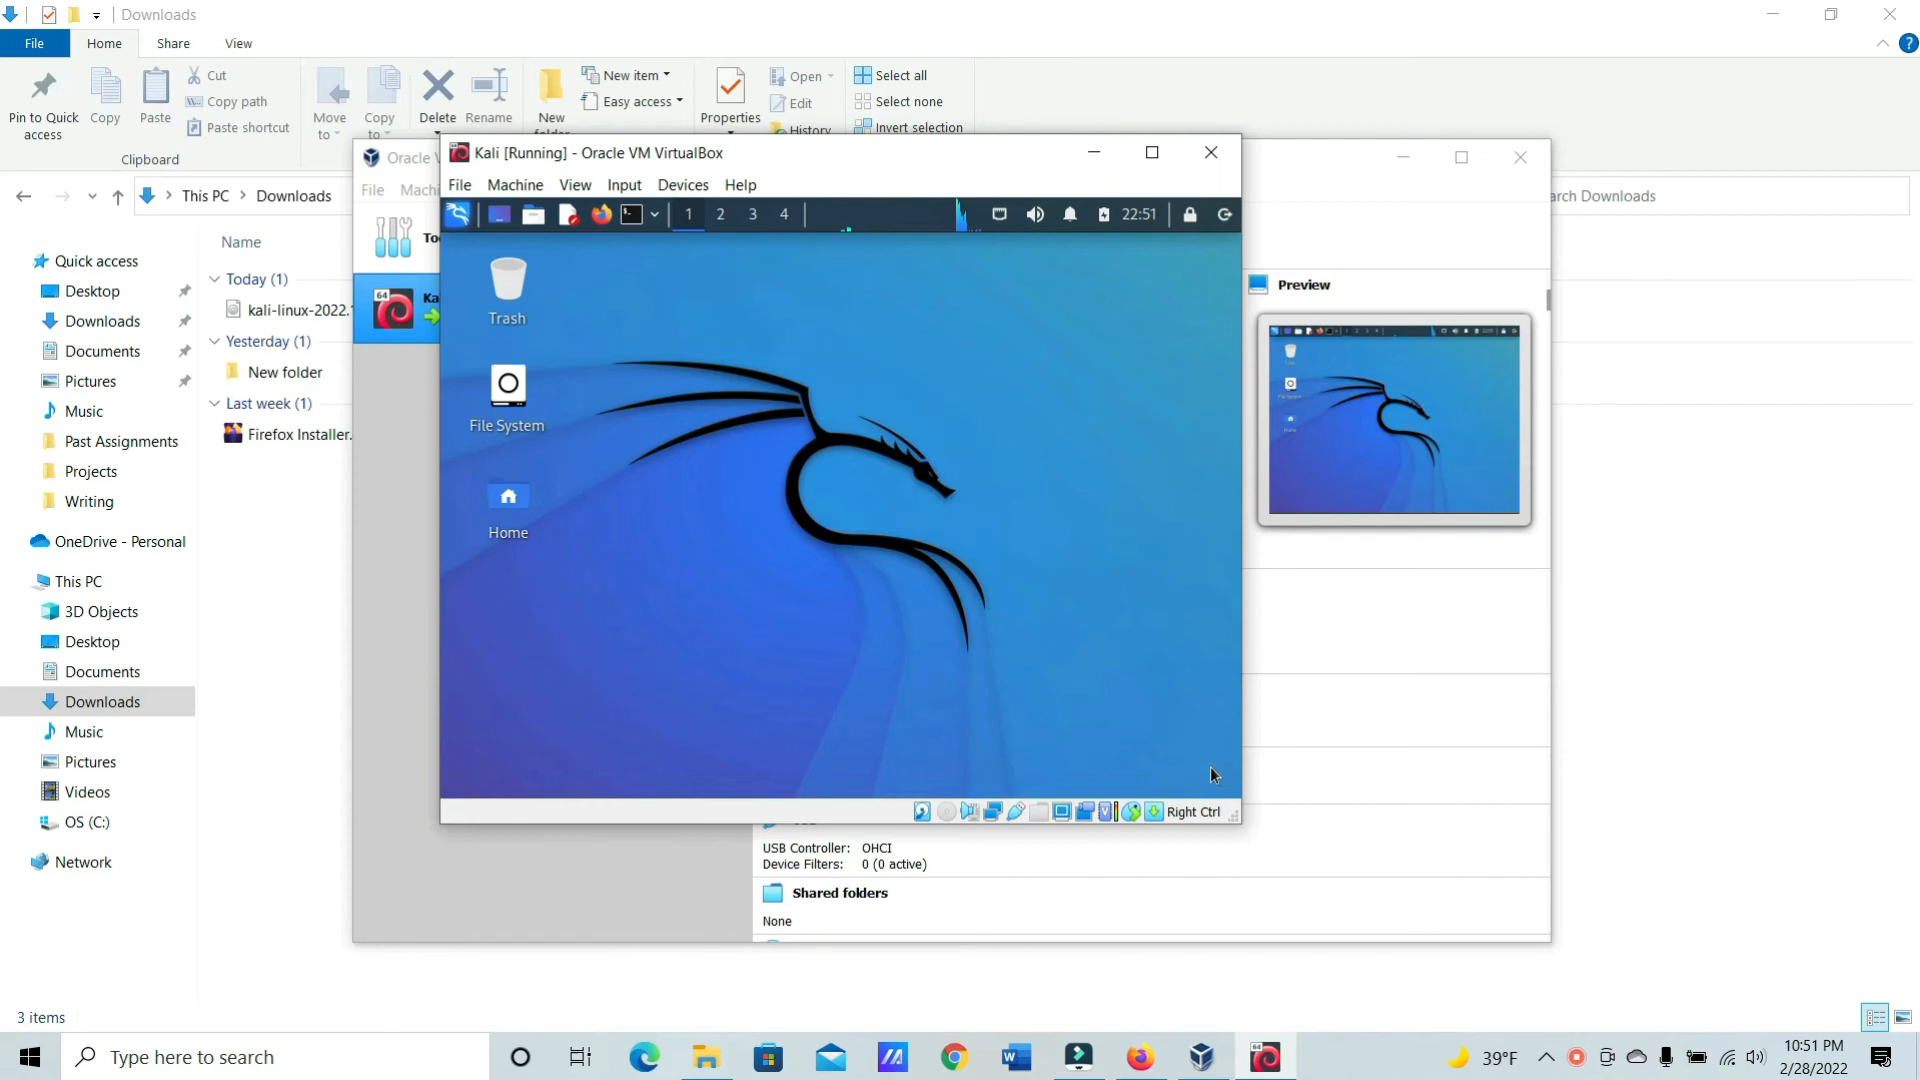 Downloads
File
Home
Share
View
Pin to Quick
access
Copy
Paste
Cut
Copy path
Paste shortcut
Clipboard
Move
to
Copy
to
Delete
Rename
New
New item
Easy access
Properties
Open
Edit
History
Select all
Select none
Invert selection
This PC
Downloads
Search Downloads
Name
Today (1)
kali-linux-2022.
Yesterday (1)
New folder
Last week (1)
Firefox Installer.
Quick access
Desktop
Downloads
Documents
Pictures
Music
Past Assignments
Projects
Writing
OneDrive - Personal
This PC
3D Objects
Desktop
Documents
Downloads
Music
Pictures
Videos
OS (C:)
Network
3 items
Oracle V
File
Machi
To
64
Ka
Preview
USB Controller: OHCI
Device Filters: 0 (0 active)
Shared folders
None
Kali [Running] - Oracle VM VirtualBox
File
Machine
View
Input
Devices
Help
1
2
3
4
22:51
Trash
File System
Home
Right Ctrl
Type here to search
39°F
10:51 PM
2/28/2022